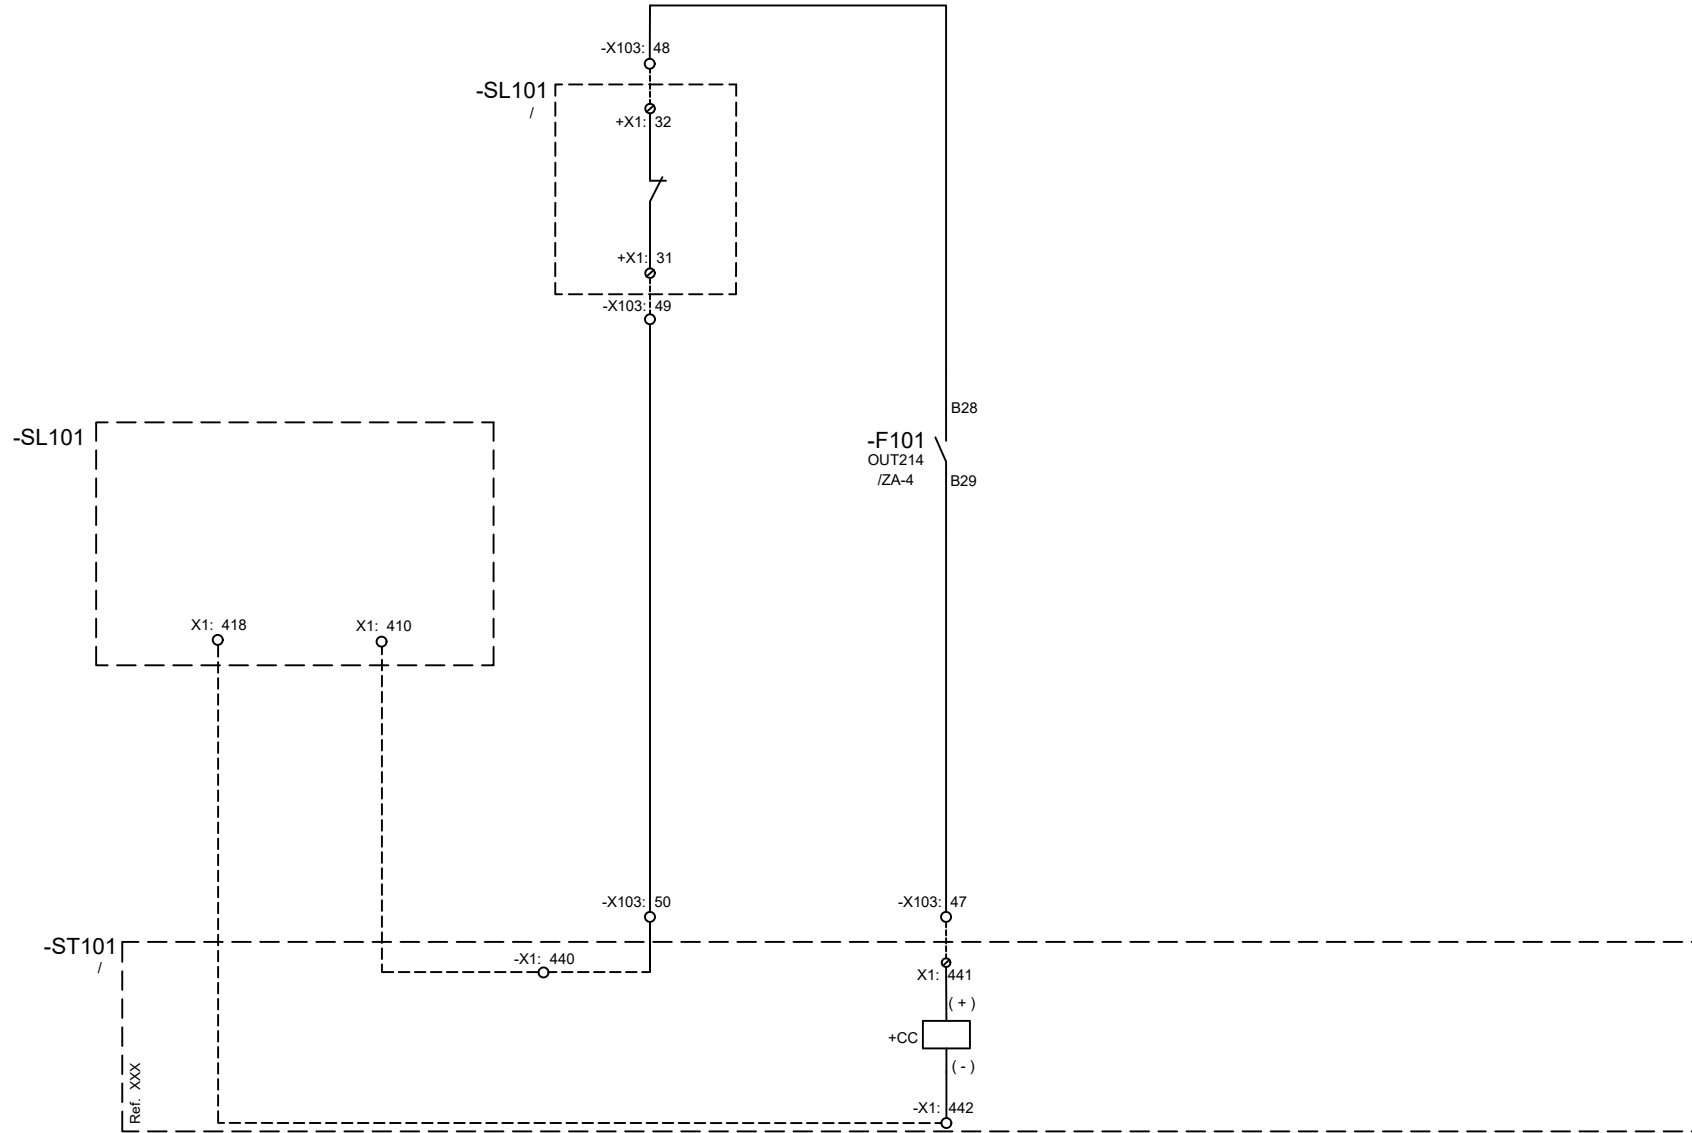 -X103: 48
-SL101
/
+X1: 32
+X1: 31
-X103: 49
B28
-F101
OUT214
/ZA-4
B29
-SL101
X1: 418
X1: 410
-X103: 50
-X103: 47
-ST101
/
-X1: 440
X1: 441
( + )
+CC
( - )
Ref. XXX
-X1: 442